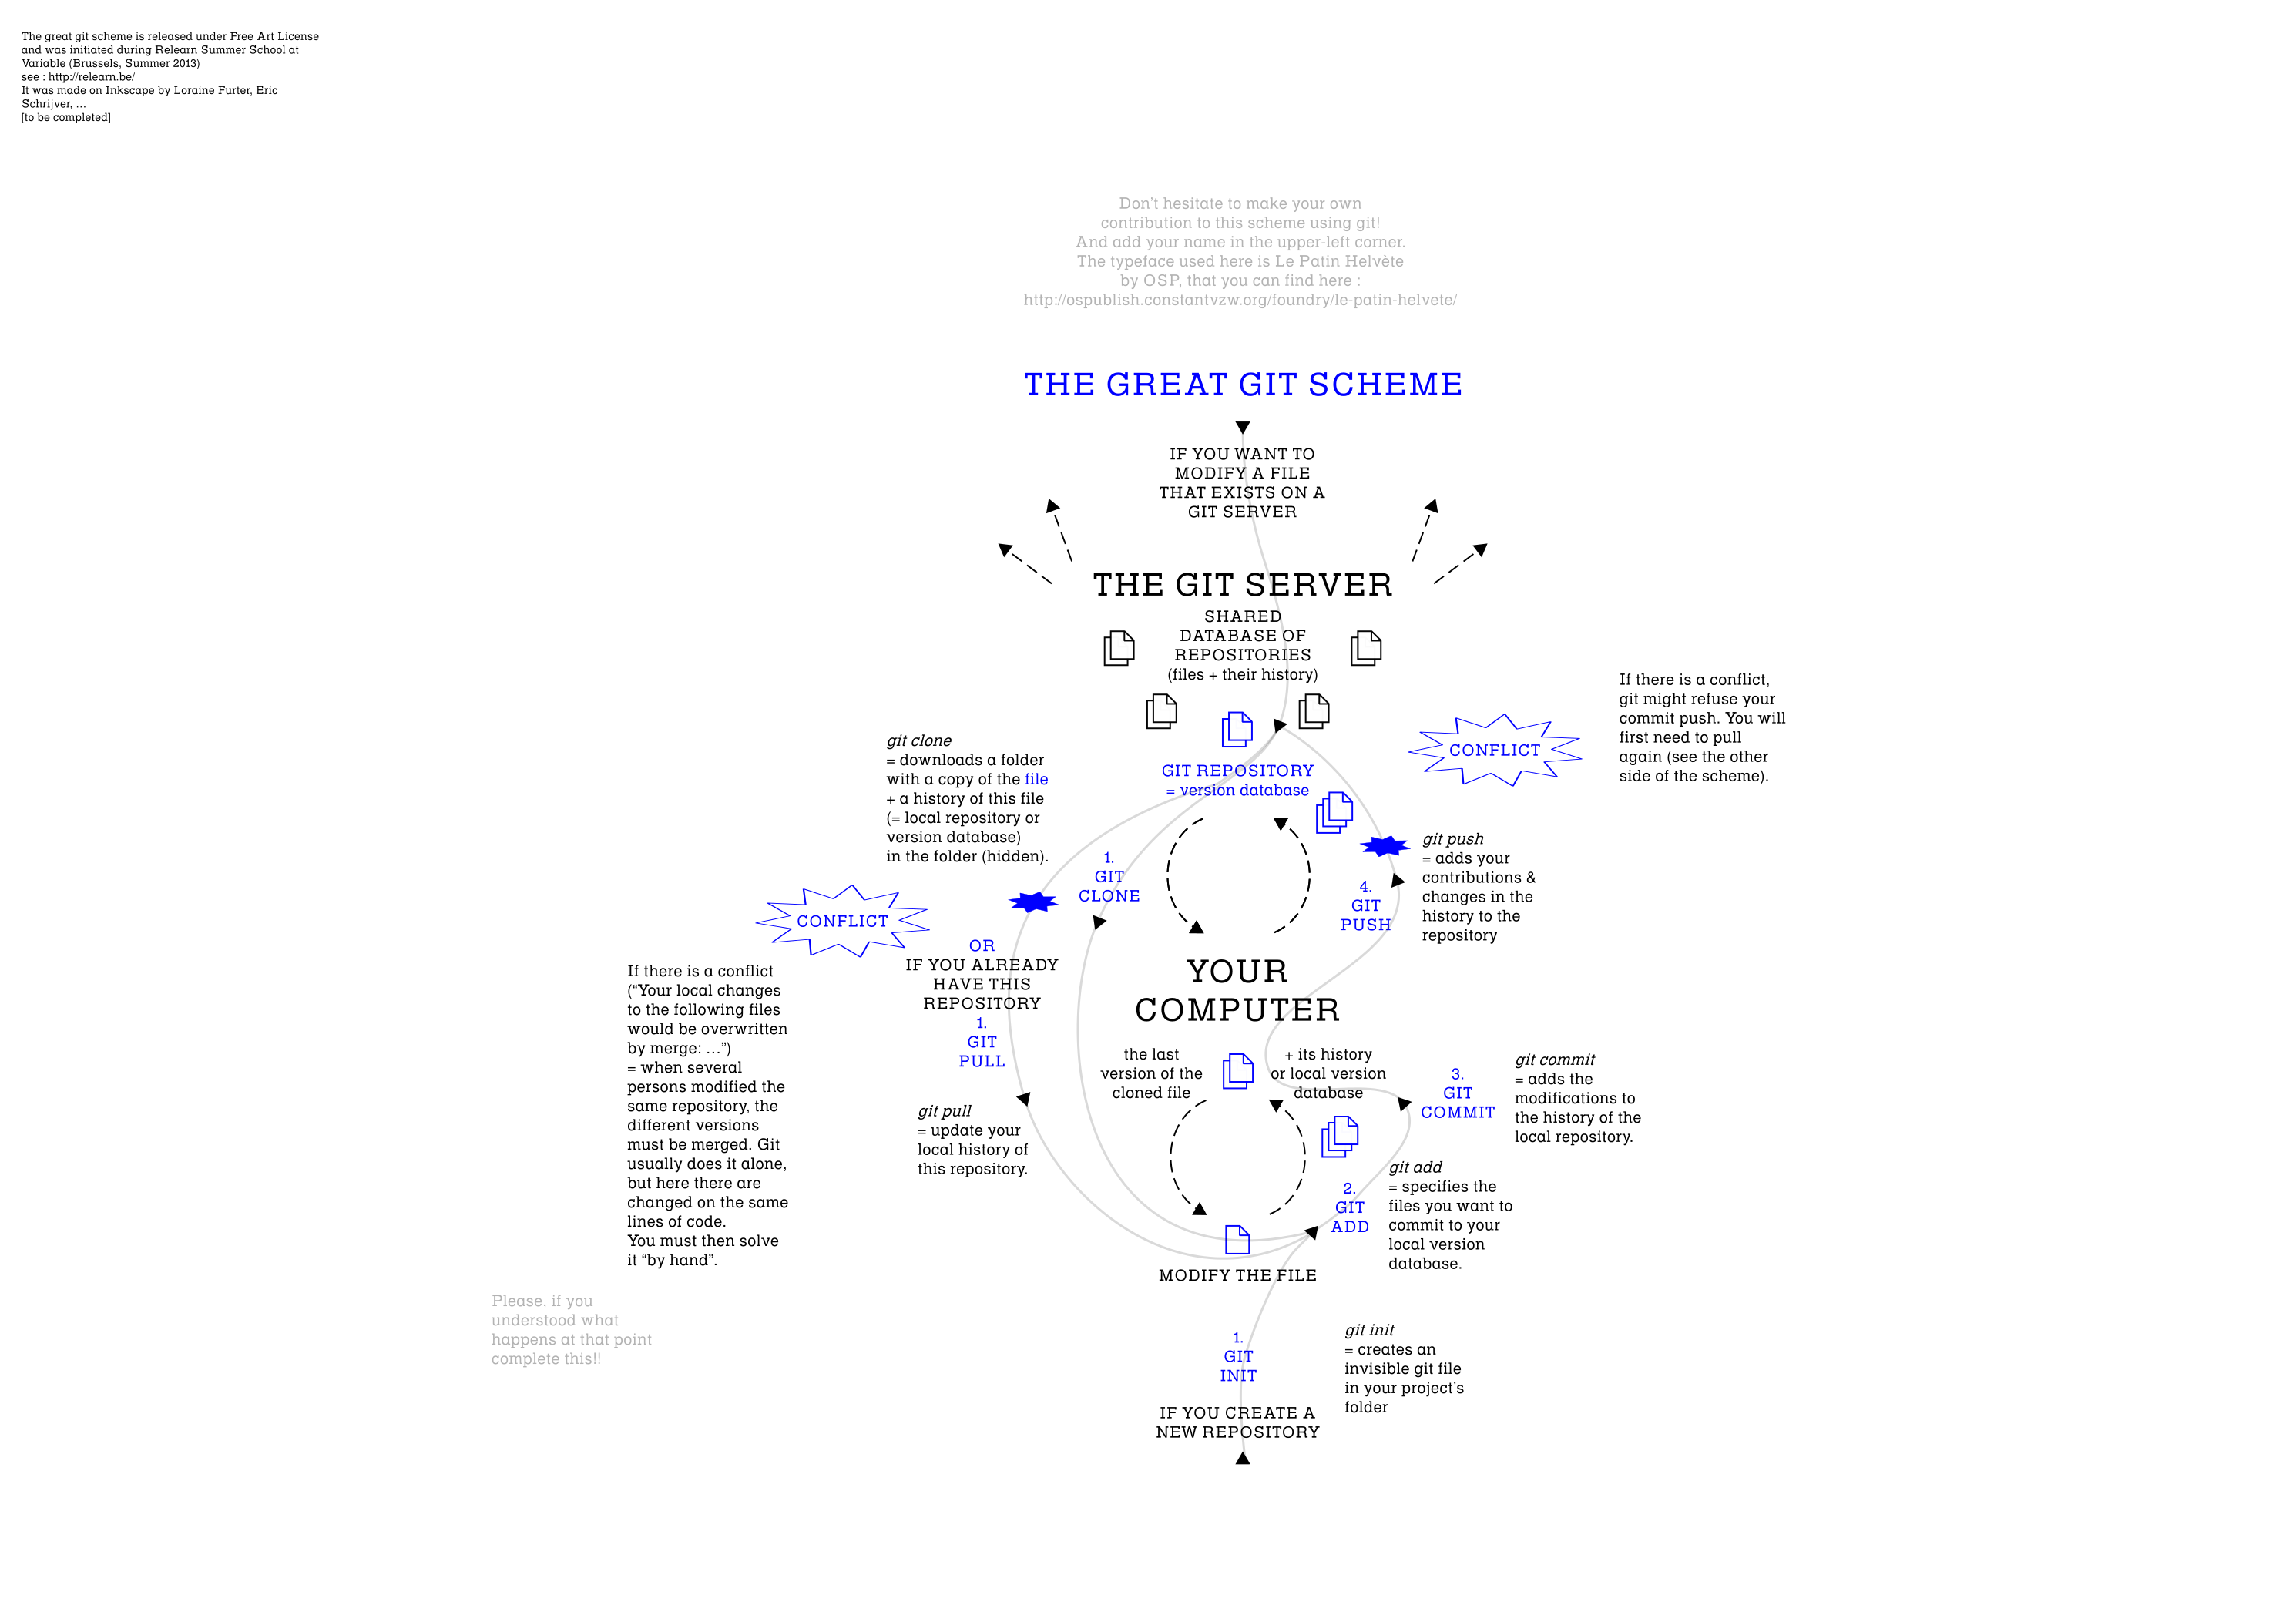 The great git scheme is released under Free Art License
and was initiated during Relearn Summer School at
Variable (Brussels, Summer 2013)
see : http://relearn.be/
It was made on Inkscape by Loraine Furter, Eric
Schrijver, ...
[to be completed]
Don't hesitate to make your own
contribution to this scheme using git!
And add your name in the upper-left corner.
The typeface used here is Le Patin Helvète
by OSP, that you can find here :
http://ospublish.constantvzw.org/foundry/le-patin-helvete/
THE GREAT GIT SCHEME
IF YOU WANT TO
MODIFY A FILE
THAT EXISTS ON A
GIT SERVER
THE GIT SERVER
SHARED
DATABASE OF
REPOSITORIES
(files + their history)
GIT REPOSITORY
= version database
If there is a conflict,
git might refuse your
commit push. You will
first need to pull
again (see the other
side of the scheme).
CONFLICT
git clone
= downloads a folder
with a copy of the file
+ a history of this file
(= local repository or
version database)
in the folder (hidden).
1.
GIT
CLONE
4.
GIT
PUSH
git push
= adds your
contributions &
changes in the
history to the
repository
CONFLICT
If there is a conflict
(“Your local changes
to the following files
would be overwritten
by merge: ...”)
= when several
persons modified the
same repository, the
different versions
must be merged. Git
usually does it alone,
but here there are
changed on the same
lines of code.
You must then solve
it “by hand”.
Please, if you
understood what
happens at that point
complete this!!
OR
IF YOU ALREADY
HAVE THIS
REPOSITORY
1.
GIT
PULL
git pull
= update your
local history of
this repository.
YOUR
COMPUTER
the last
version of the
cloned file
+ its history
or local version
database
3.
GIT
COMMIT
git commit
= adds the
modifications to
the history of the
local repository.
2.
GIT
ADD
git add
= specifies the
files you want to
commit to your
local version
database.
MODIFY THE FILE
1.
GIT
INIT
git init
= creates an
invisible git file
in your project's
folder
IF YOU CREATE A
NEW REPOSITORY